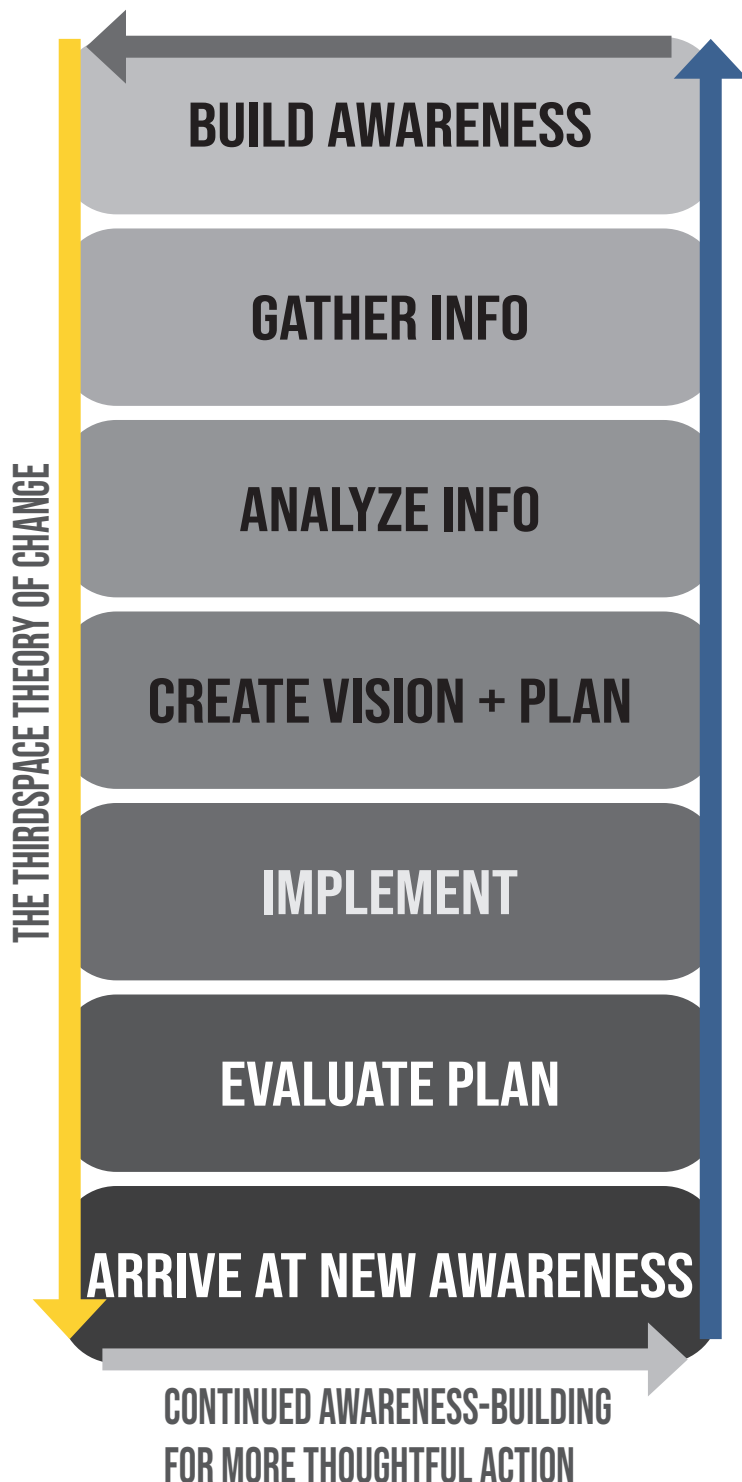 BUILD AWARENESS
GATHER INFO
ANALYZE INFO
CREATE VISION + PLAN
IMPLEMENT
EVALUATE PLAN
ARRIVE AT NEW AWARENESS
THE THIRDSPACE THEORY OF CHANGE
CONTINUED AWARENESS-BUILDING
FOR MORE THOUGHTFUL ACTION